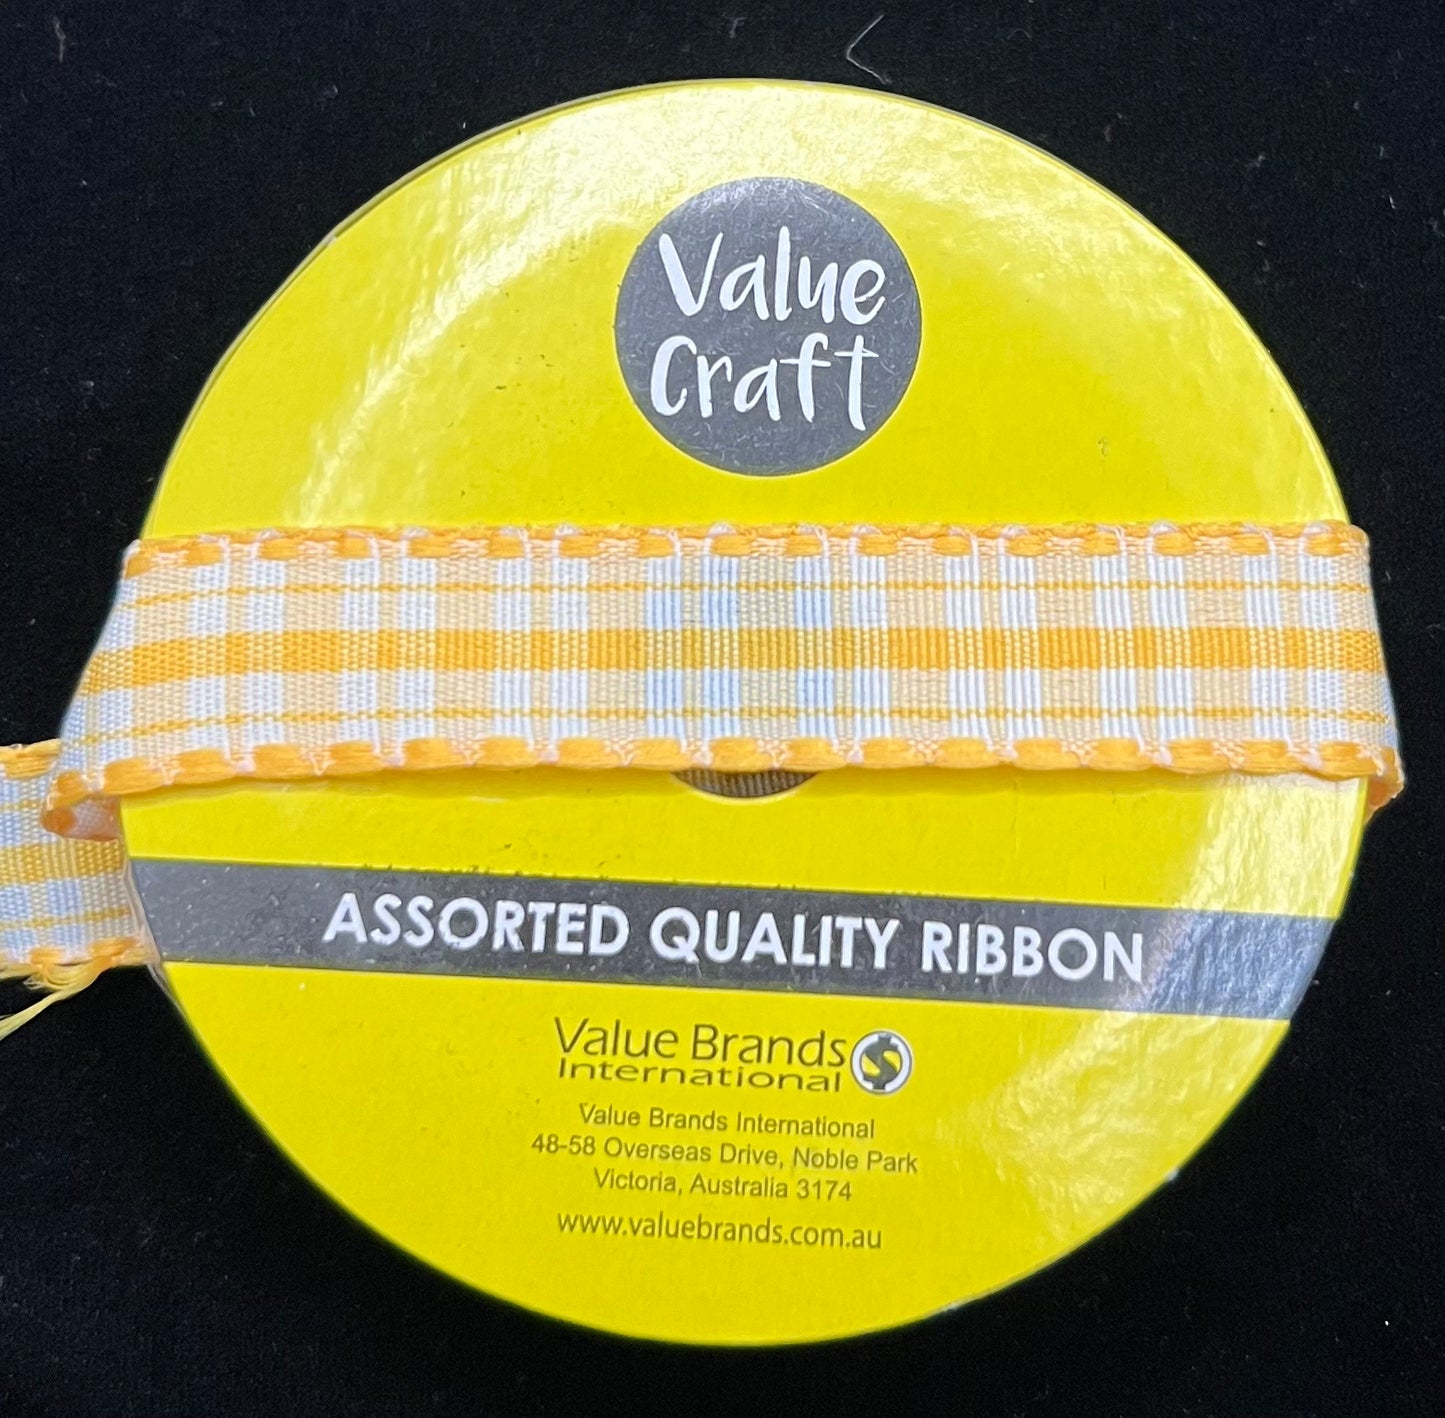 Value
Craft
ASSORTED QUALITY RIBBON
Value Brands
International
Value Brands International
48-58 Overseas Drive, Noble Park
Victoria, Australia 3174
www.valuebrands.com.au